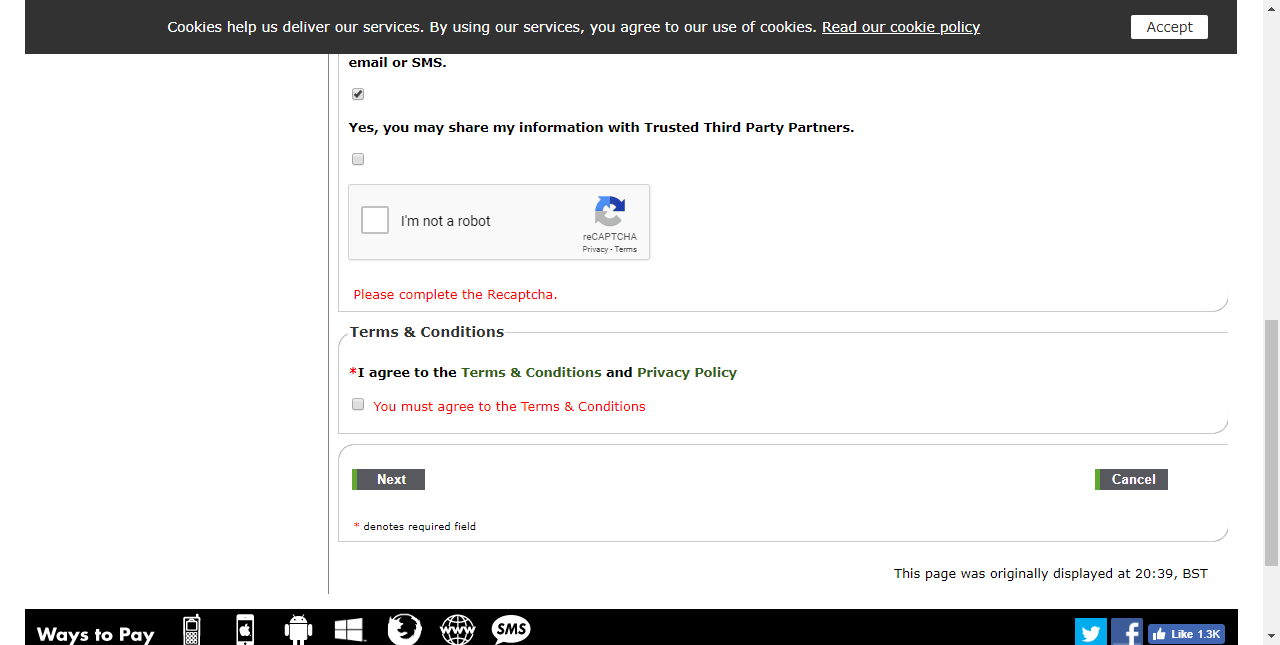 Cookies help us deliver our services. By using our services, you agree to our use of cookies. Read our cookie policy
Accept
email or SMS.
Yes, you may share my information with Trusted Third Party Partners.
I'm not a robot
reCAPTCHA
Privacy - Terms
Please complete the Recaptcha.
Terms & Conditions
*I agree to the Terms & Conditions and Privacy Policy
You must agree to the Terms & Conditions
Next
Cancel
* denotes required field
This page was originally displayed at 20:39, BST
Ways to Pay
WWW
SMS
Like 1.3K